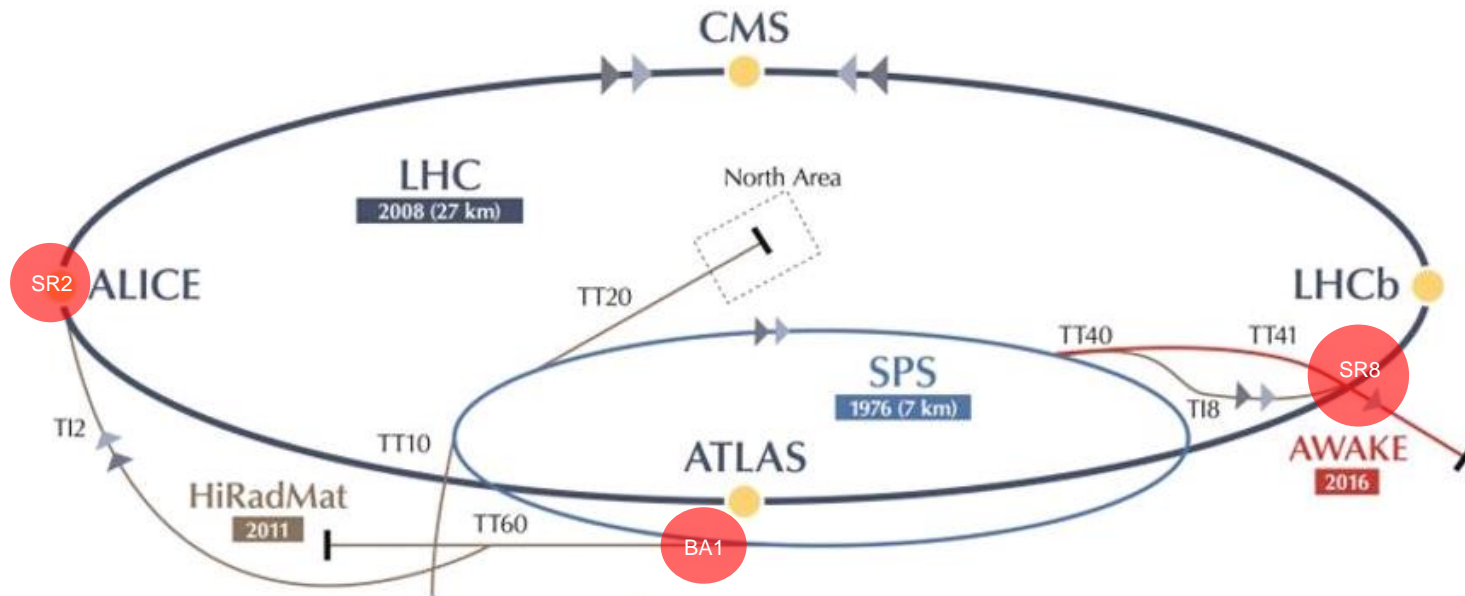 CMS
LHC
2008 (27 km)
North Area
SR2
ALICE
LHCb
TT20
TT40
TT41
SPS
1976 (7 km)
SR8
TI8
TI2
TT10
ATLAS
AWAKE
2016
HiRadMat
2011
TT60
BA1